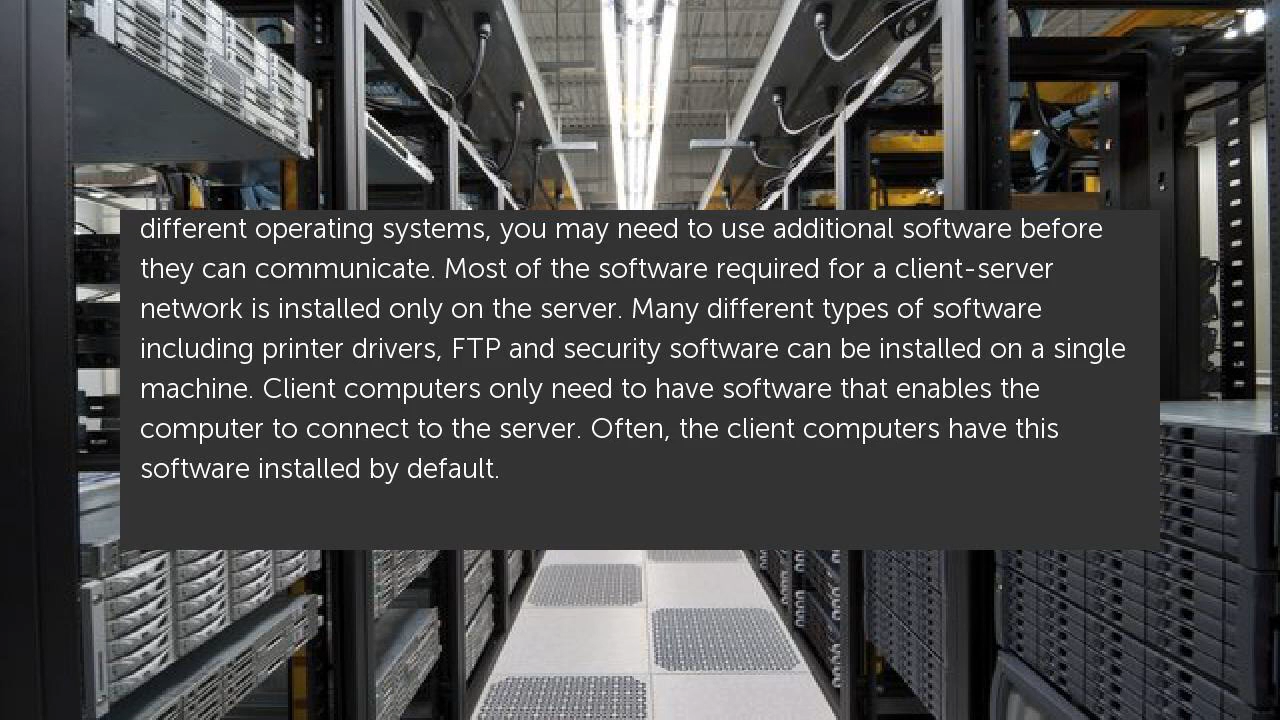 different operating systems, you may need to use additional software before
they can communicate. Most of the software required for a client-server
network is installed only on the server. Many different types of software
including printer drivers, FTP and security software can be installed on a single
machine. Client computers only need to have software that enables the
computer to connect to the server. Often, the client computers have this
software installed by default.